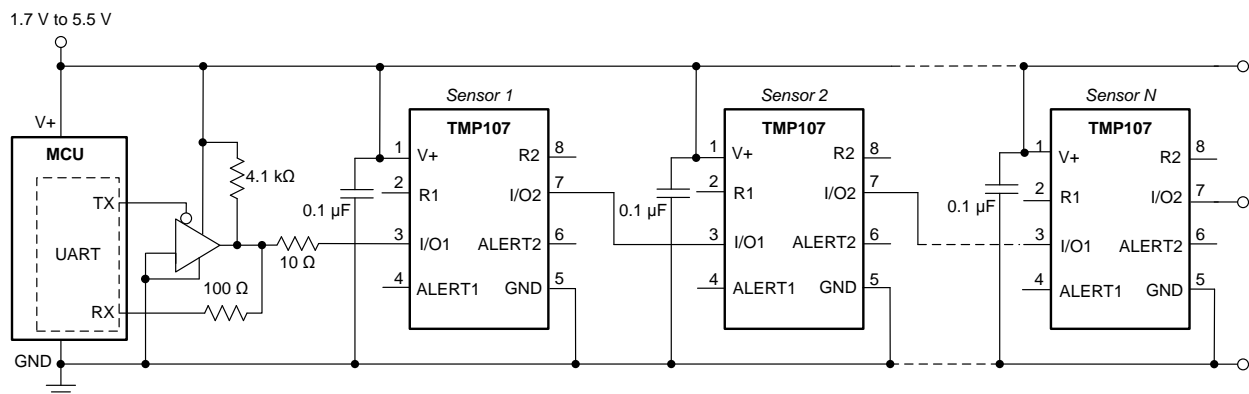 1.7 V to 5.5 V
V+
MCU
TX
UART
RX
GND
4.1 kΩ
10 Ω
100 Ω
Sensor 1
TMP107
0.1 µF
1
V+
2
R1
3
I/O1
4
ALERT1
R2
8
I/O2
7
ALERT2
6
GND
5
Sensor 2
TMP107
0.1 µF
1
V+
2
R1
3
I/O1
4
ALERT1
R2
8
I/O2
7
ALERT2
6
GND
5
Sensor N
TMP107
0.1 µF
1
V+
2
R1
3
I/O1
4
ALERT1
R2
8
I/O2
7
ALERT2
6
GND
5